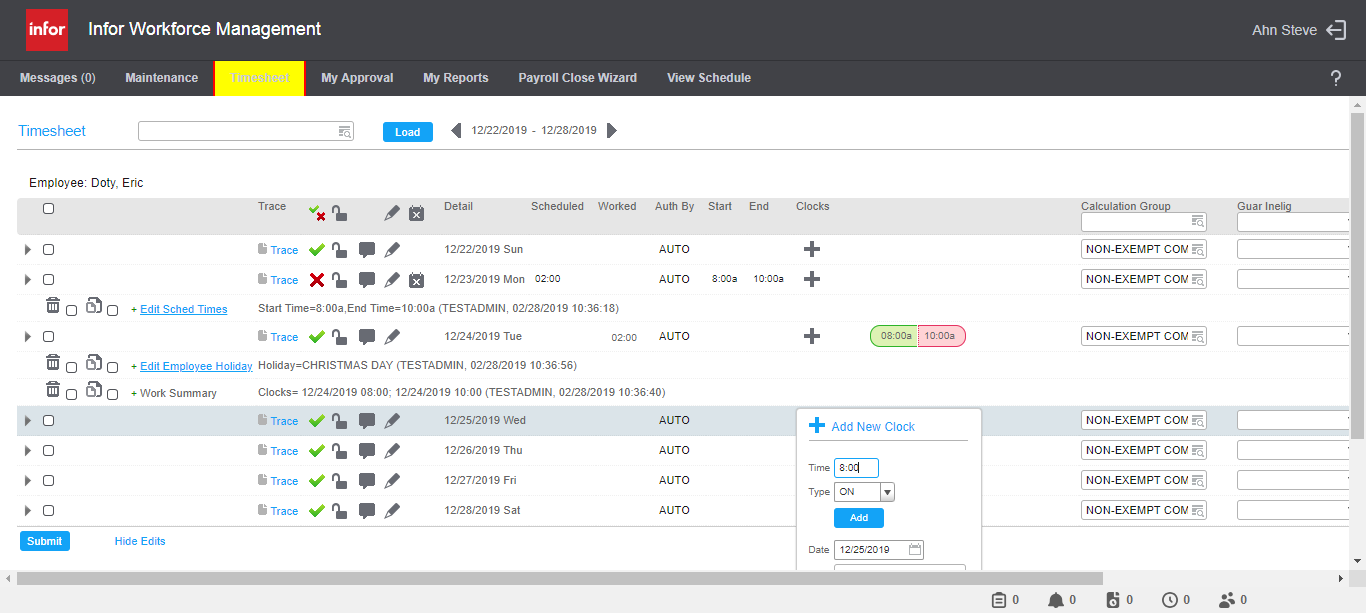 infor Infor Workforce Management Ahn Steve
Messages (0) Maintenance Timesheet My Approval My Reports Payroll Close Wizard View Schedule ?
Timesheet Load 12/22/2019 - 12/28/2019
Employee: Doty, Eric
Trace Detail Scheduled Worked Auth By Start End Clocks Calculation Group Guar Inelig
Trace 12/22/2019 Sun AUTO NON-EXEMPT COM
Trace 12/23/2019 Mon 02:00 AUTO 8:00a 10:00a NON-EXEMPT COM
+ Edit Sched Times Start Time=8:00a,End Time=10:00a (TESTADMIN, 02/28/2019 10:36:18)
Trace 12/24/2019 Tue 02:00 AUTO 08:00a 10:00a NON-EXEMPT COM
+ Edit Employee Holiday Holiday=CHRISTMAS DAY (TESTADMIN, 02/28/2019 10:36:56)
+ Work Summary Clocks= 12/24/2019 08:00; 12/24/2019 10:00 (TESTADMIN, 02/28/2019 10:36:40)
Trace 12/25/2019 Wed AUTO NON-EXEMPT COM
Add New Clock
Trace 12/26/2019 Thu AUTO NON-EXEMPT COM
Time 8:00
Trace 12/27/2019 Fri AUTO NON-EXEMPT COM
Type ON
Trace 12/28/2019 Sat AUTO NON-EXEMPT COM
Add
Submit Hide Edits
Date 12/25/2019
0 0 0 0 0